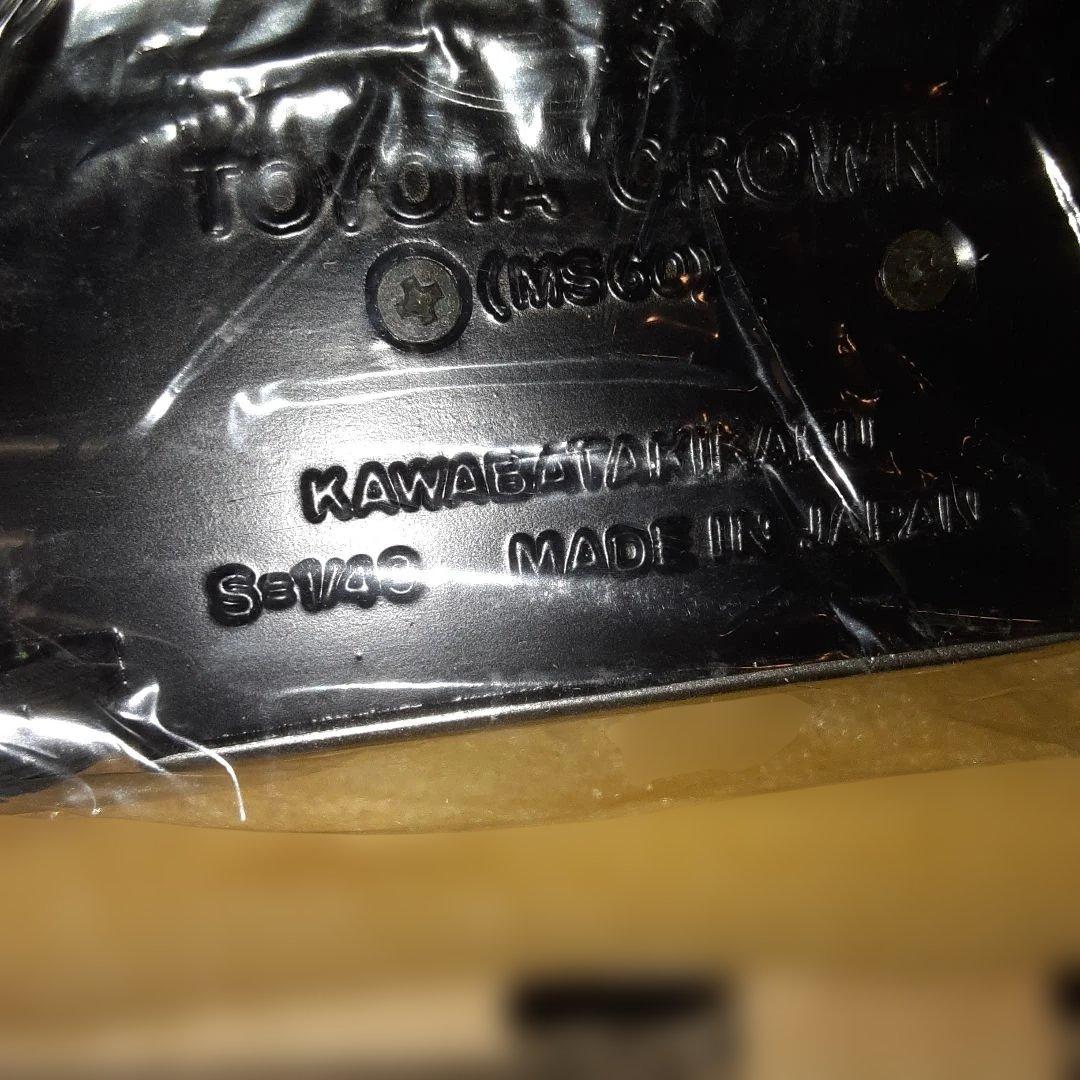 TOYOTA CROWN
(MS60)
KAWABATAKIKAKU
S=1/43 MADE IN JAPAN